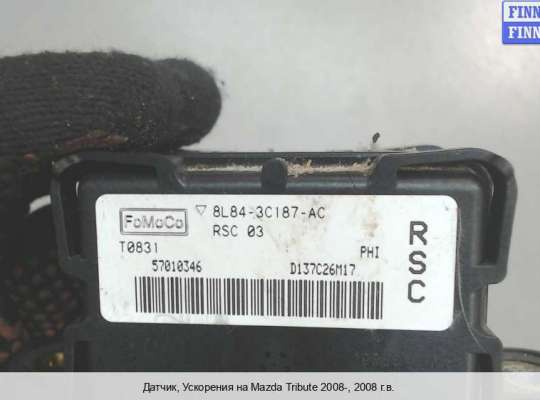 FINN
FINN
FoMoCo
8L84-3C187-AC
RSC 03
T0831
PHI
57010346
D137C26M17
RSC
Датчик, Ускорения на Mazda Tribute 2008-, 2008 г.в.